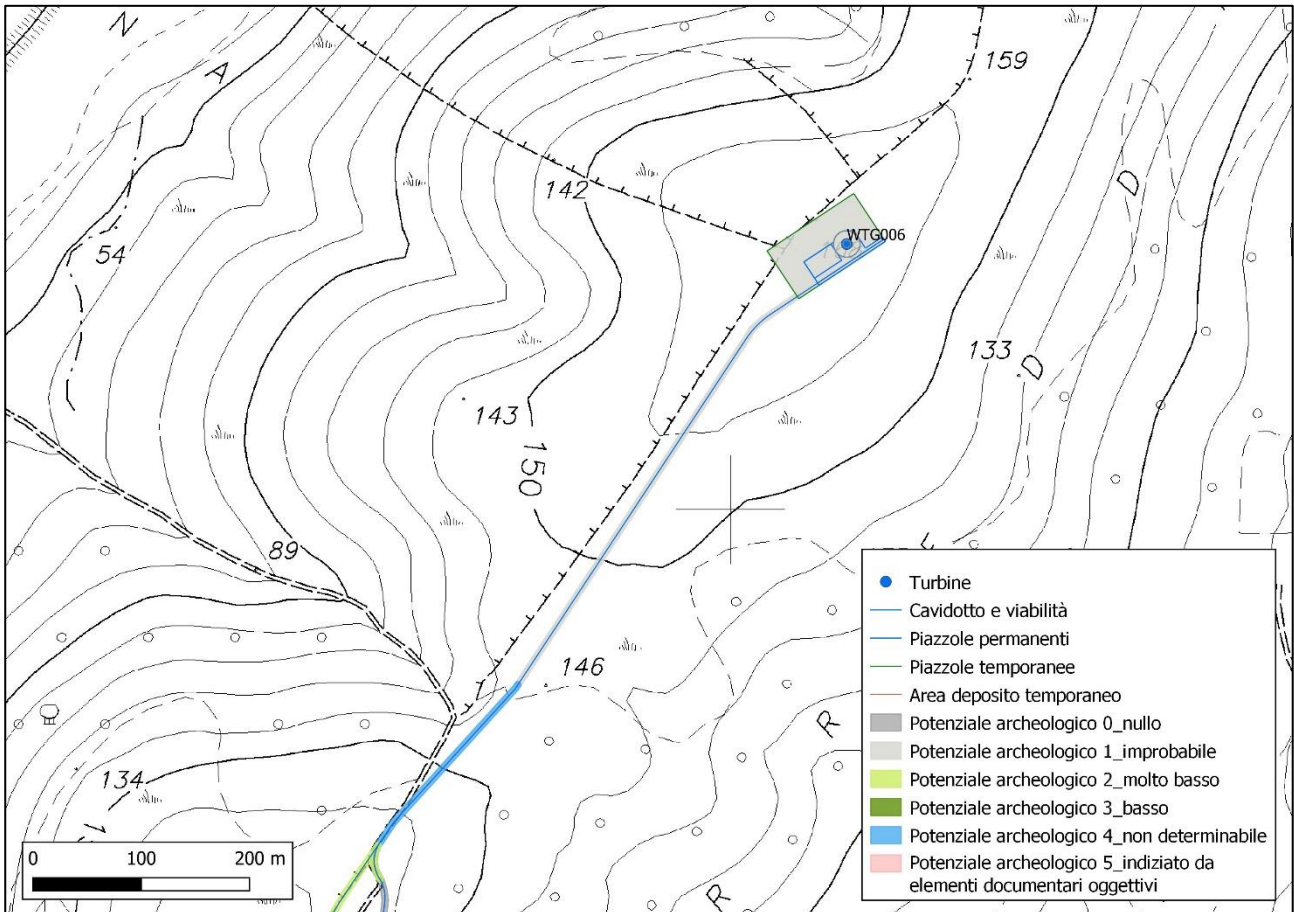 N
A
159
142
WTG006
D
54
133
D
143
150
146
89
134
R
R
Turbine
Cavidotto e viabilità
Piazzole permanenti
Piazzole temporanee
Area deposito temporaneo
Potenziale archeologico 0_nullo
Potenziale archeologico 1_improbabile
Potenziale archeologico 2_molto basso
Potenziale archeologico 3_basso
Potenziale archeologico 4_non determinabile
Potenziale archeologico 5_indiziato da
elementi documentari oggettivi
0 100 200 m